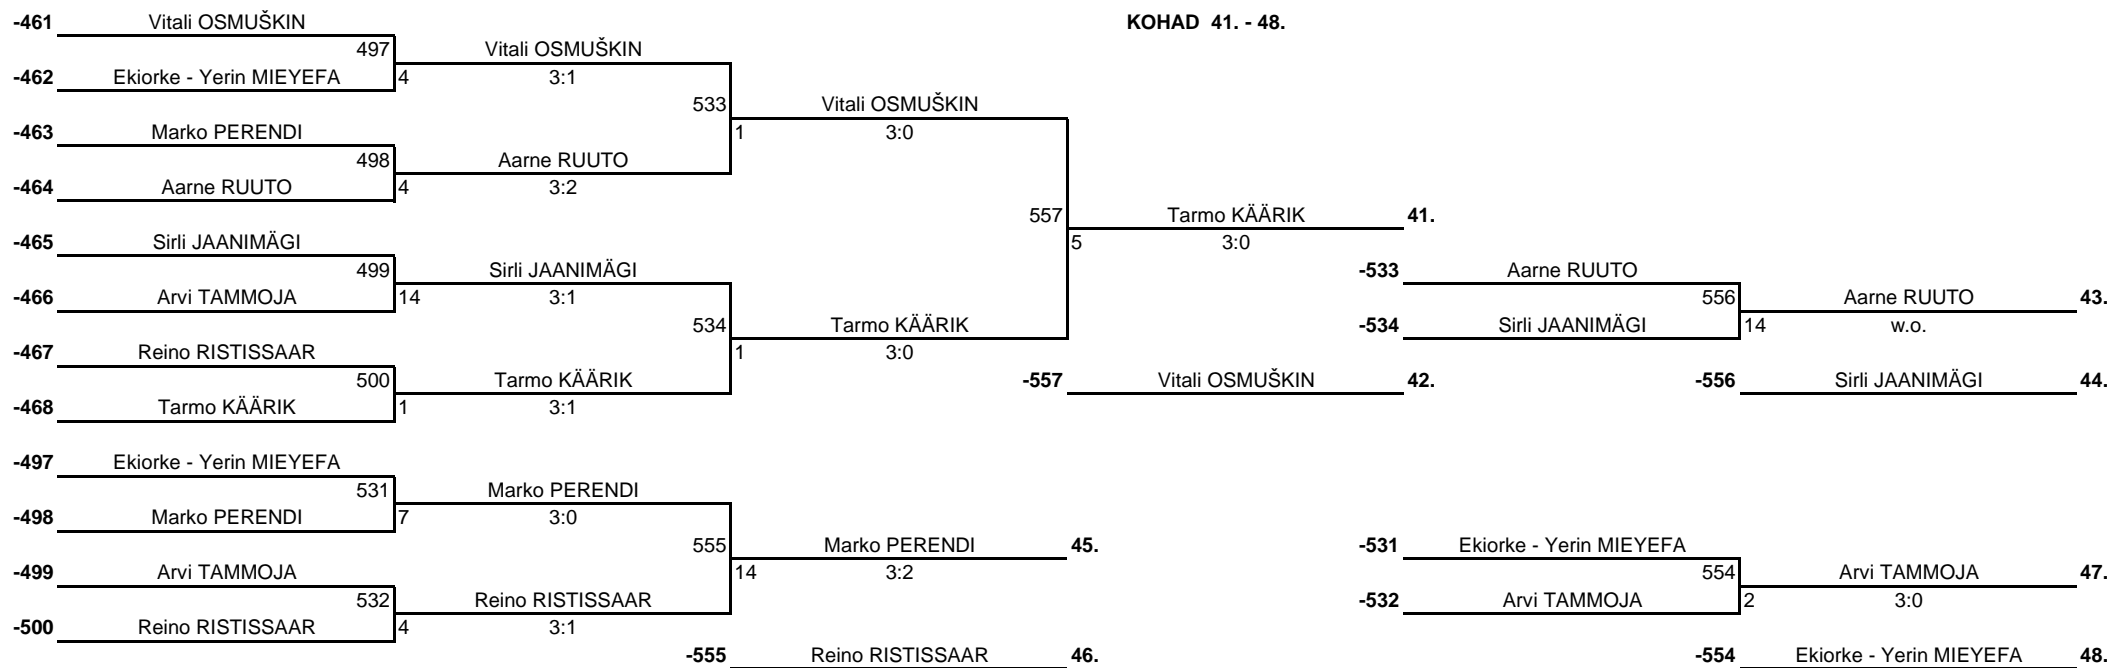 -461 Vitali OSMUŠKIN KOHAD 41. - 48.
497 Vitali OSMUŠKIN
-462 Ekiorke - Yerin MIEYEFA 4 3:1
533 Vitali OSMUŠKIN
-463 Marko PERENDI 1 3:0
498 Aarne RUUTO
-464 Aarne RUUTO 4 3:2
557 Tarmo KÄÄRIK 41.
-465 Sirli JAANIMÄGI 5 3:0
499 Sirli JAANIMÄGI -533 Aarne RUUTO
-466 Arvi TAMMOJA 14 3:1 556 Aarne RUUTO 43.
534 Tarmo KÄÄRIK -534 Sirli JAANIMÄGI 14 w.o.
-467 Reino RISTISSAAR 1 3:0
500 Tarmo KÄÄRIK -557 Vitali OSMUŠKIN 42. -556 Sirli JAANIMÄGI 44.
-468 Tarmo KÄÄRIK 1 3:1
-497 Ekiorke - Yerin MIEYEFA
531 Marko PERENDI
-498 Marko PERENDI 7 3:0
555 Marko PERENDI 45. -531 Ekiorke - Yerin MIEYEFA
-499 Arvi TAMMOJA 14 3:2 554 Arvi TAMMOJA 47.
532 Reino RISTISSAAR -532 Arvi TAMMOJA 2 3:0
-500 Reino RISTISSAAR 4 3:1
-555 Reino RISTISSAAR 46. -554 Ekiorke - Yerin MIEYEFA 48.